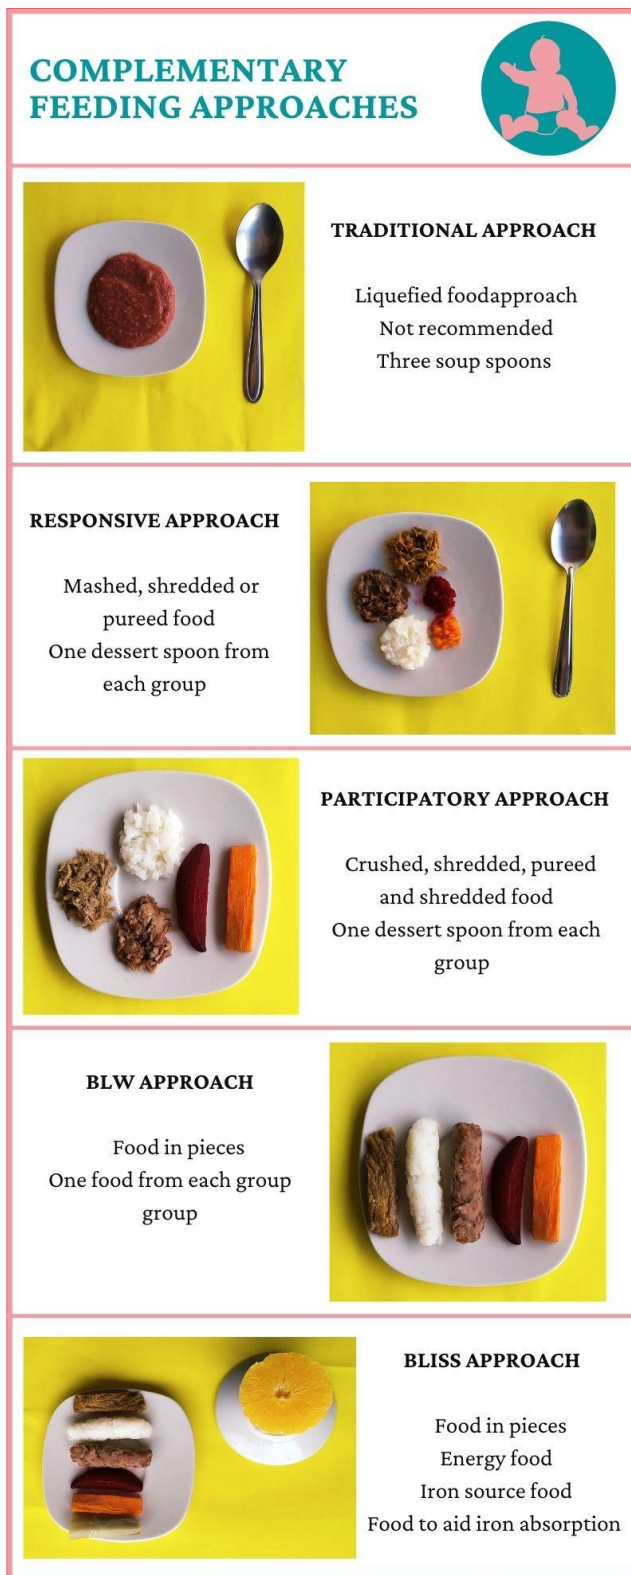 COMPLEMENTARY
FEEDING APPROACHES
TRADITIONAL APPROACH
Liquefied foodapproach
Not recommended
Three soup spoons
RESPONSIVE APPROACH
Mashed, shredded or
pureed food
One dessert spoon from
each group
PARTICIPATORY APPROACH
Crushed, shredded, pureed
and shredded food
One dessert spoon from each
group
BLW APPROACH
Food in pieces
One food from each group
group
BLISS APPROACH
Food in pieces
Energy food
Iron source food
Food to aid iron absorption